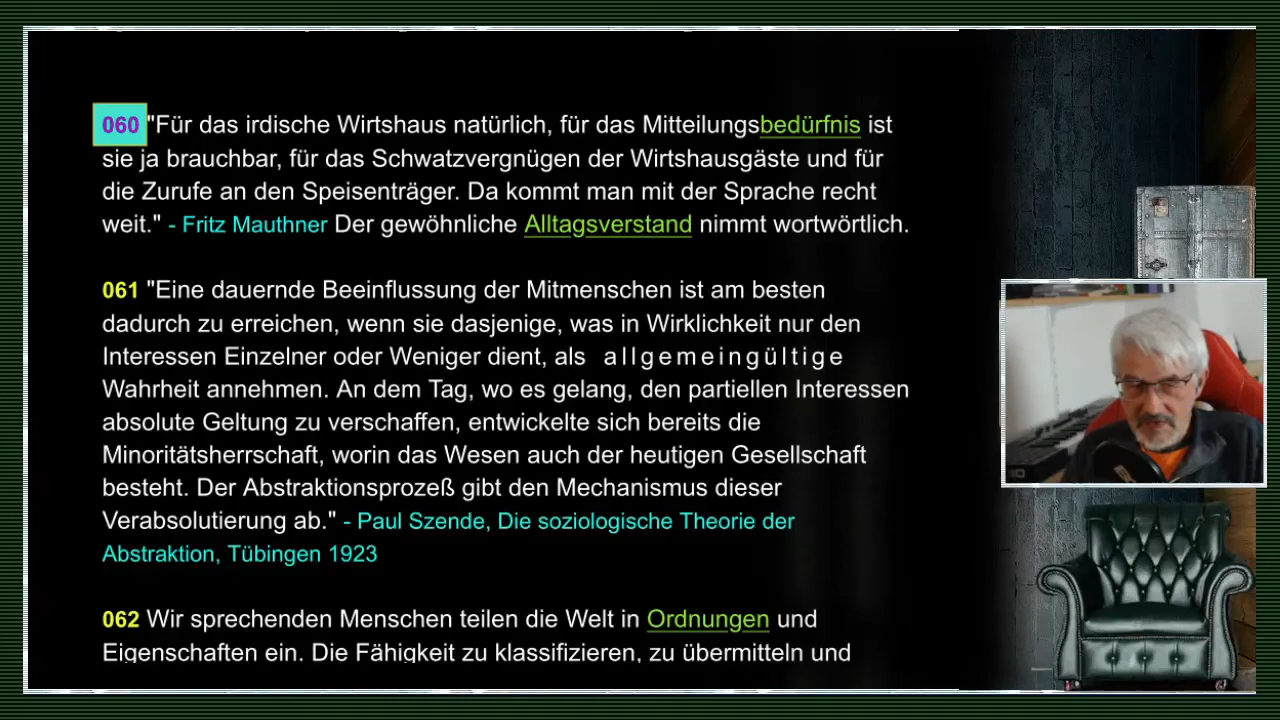 060 "Für das irdische Wirtshaus natürlich, für das Mitteilungsbedürfnis ist
sie ja brauchbar, für das Schwatzvergnügen der Wirtshausgäste und für
die Zurufe an den Speisenträger. Da kommt man mit der Sprache recht
weit." - Fritz Mauthner Der gewöhnliche Alltagsverstand nimmt wortwörtlich.
061 "Eine dauernde Beeinflussung der Mitmenschen ist am besten
dadurch zu erreichen, wenn sie dasjenige, was in Wirklichkeit nur den
Interessen Einzelner oder Weniger dient, als a l l g e m e i n g ü l t i g e
Wahrheit annehmen. An dem Tag, wo es gelang, den partiellen Interessen
absolute Geltung zu verschaffen, entwickelte sich bereits die
Minoritätsherrschaft, worin das Wesen auch der heutigen Gesellschaft
besteht. Der Abstraktionsprozeß gibt den Mechanismus dieser
Verabsolutierung ab." - Paul Szende, Die soziologische Theorie der
Abstraktion, Tübingen 1923
062 Wir sprechenden Menschen teilen die Welt in Ordnungen und
Eigenschaften ein. Die Fähigkeit zu klassifizieren, zu übermitteln und